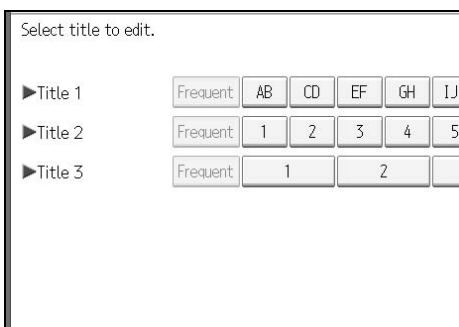 Select title to edit.
▶Title 1 Frequent AB CD EF GH IJ
▶Title 2 Frequent 1 2 3 4 5
▶Title 3 Frequent 1 2